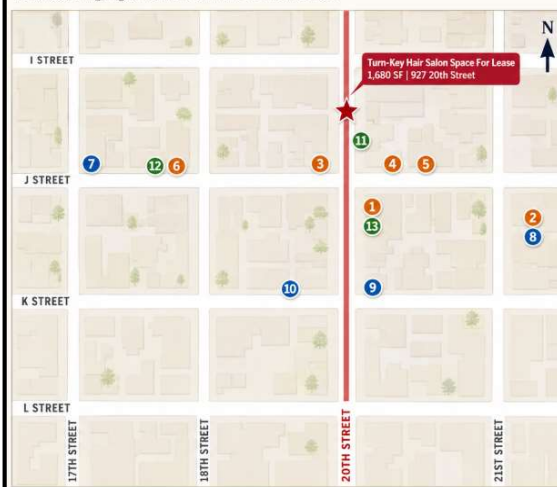 N
I STREET
Turn-Key Hair Salon Space For Lease
1,680 SF | 927 20th Street
11
7
12
6
3
4
5
J STREET
1
2
13
8
10
9
K STREET
L STREET
17TH STREET
18TH STREET
20TH STREET
21ST STREET